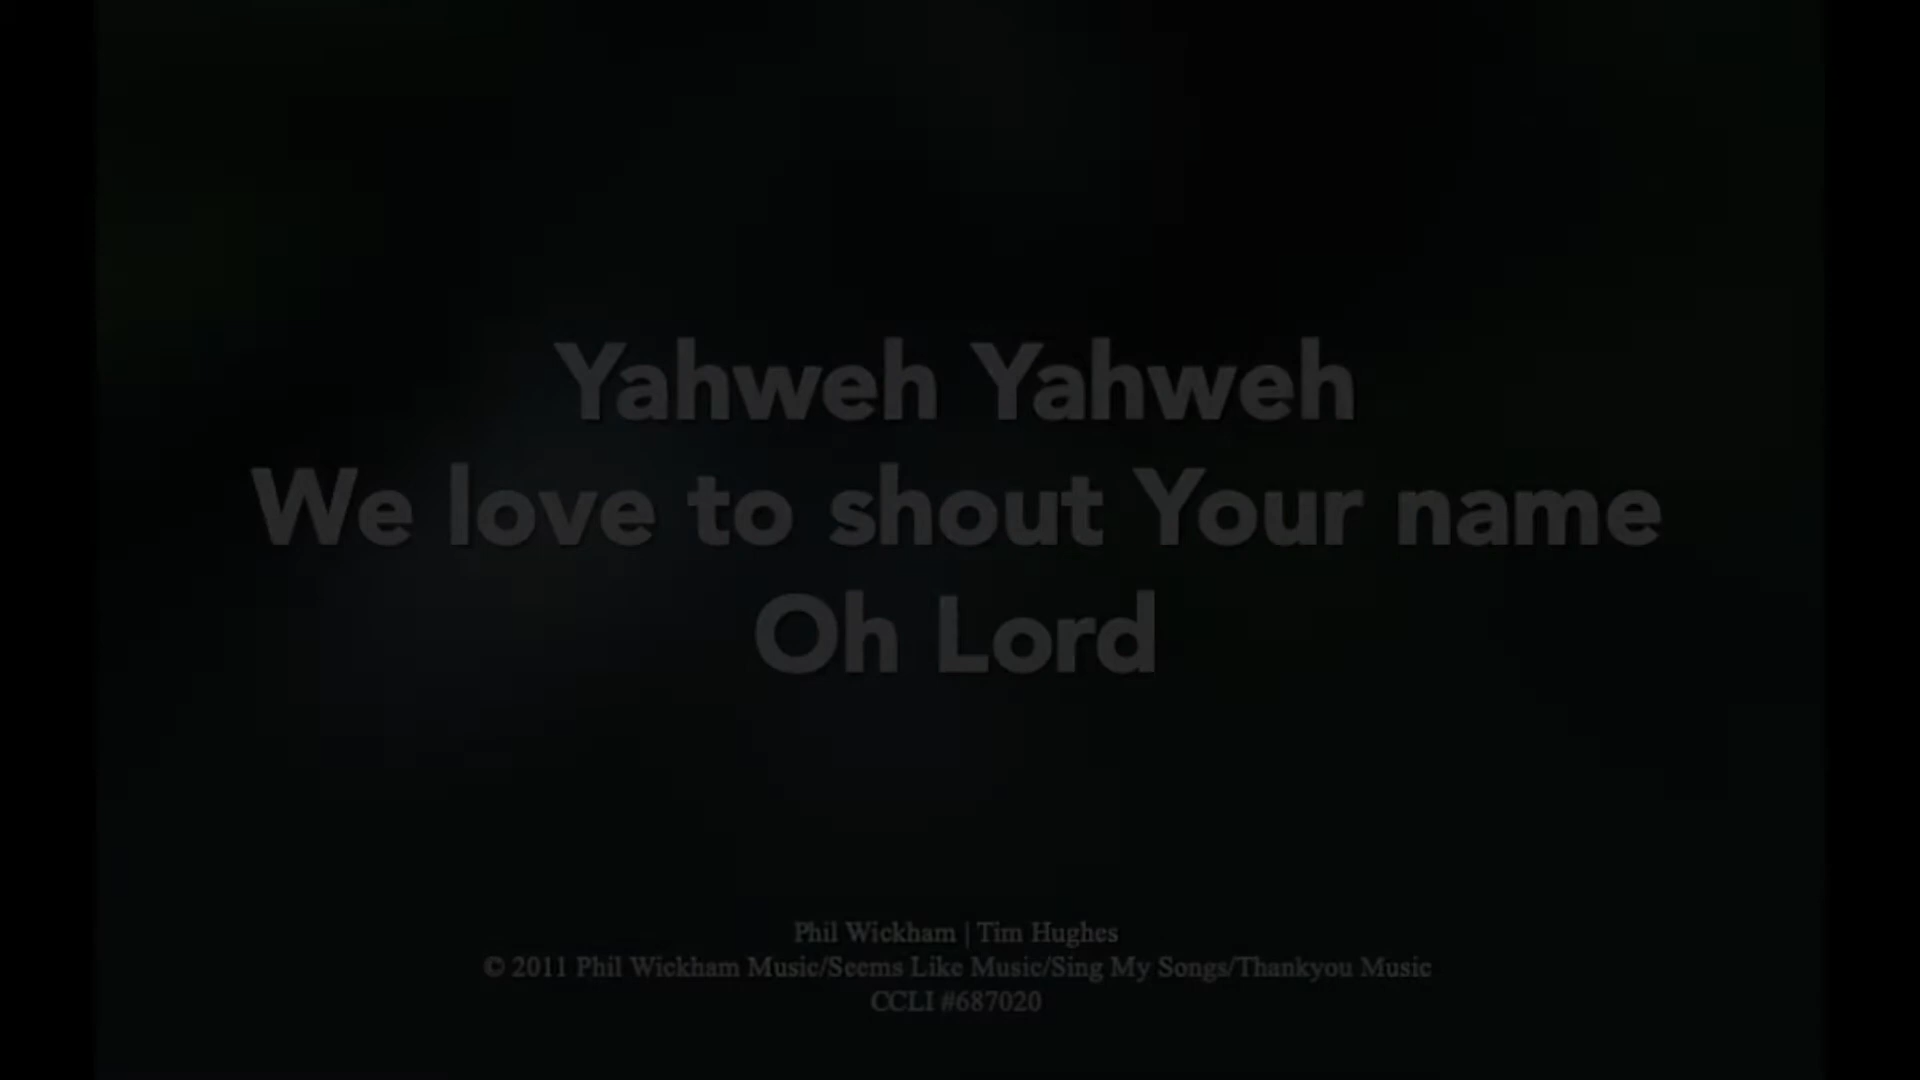 Yahweh Yahweh
We love to shout Your name
Oh Lord
Phil Wickham | Tim Hughes
© 2011 Phil Wickham Music/Seems Like Music/Sing My Songs/Thankyou Music
CCLI #687020